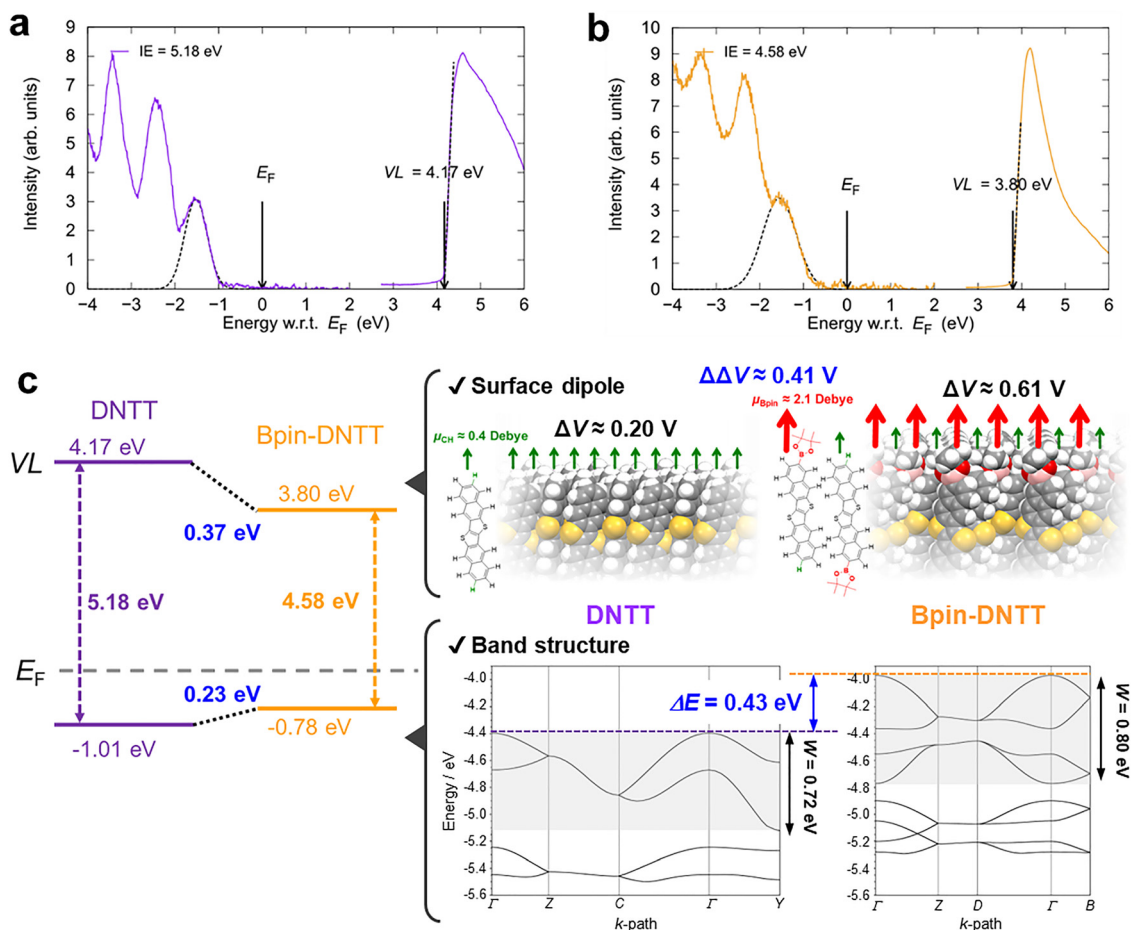 a
IE = 5.18 eV
Intensity (arb. units)
9
8
7
6
5
4
3
2
1
0
E_F
VL = 4.17 eV
−4 −3 −2 −1 0 1 2 3 4 5 6
Energy w.r.t. E_F (eV)
b
IE = 4.58 eV
Intensity (arb. units)
10
9
8
7
6
5
4
3
2
1
0
E_F
VL = 3.80 eV
−4 −3 −2 −1 0 1 2 3 4 5 6
Energy w.r.t. E_F (eV)
c
DNTT
Bpin-DNTT
VL
4.17 eV
3.80 eV
0.37 eV
5.18 eV
4.58 eV
E_F
0.23 eV
-1.01 eV
-0.78 eV
✓ Surface dipole
ΔΔV ≈ 0.41 V
μ_CH ≈ 0.4 Debye
ΔV ≈ 0.20 V
μ_Bpin ≈ 2.1 Debye
ΔV ≈ 0.61 V
DNTT
Bpin-DNTT
✓ Band structure
ΔE = 0.43 eV
Energy / eV
-4.0
-4.2
-4.4
-4.6
-4.8
-5.0
-5.2
-5.4
-5.6
Γ Z C Γ Y
k-path
W = 0.72 eV
-4.0
-4.2
-4.4
-4.6
-4.8
-5.0
-5.2
-5.4
-5.6
Γ Z D Γ B
k-path
W = 0.80 eV